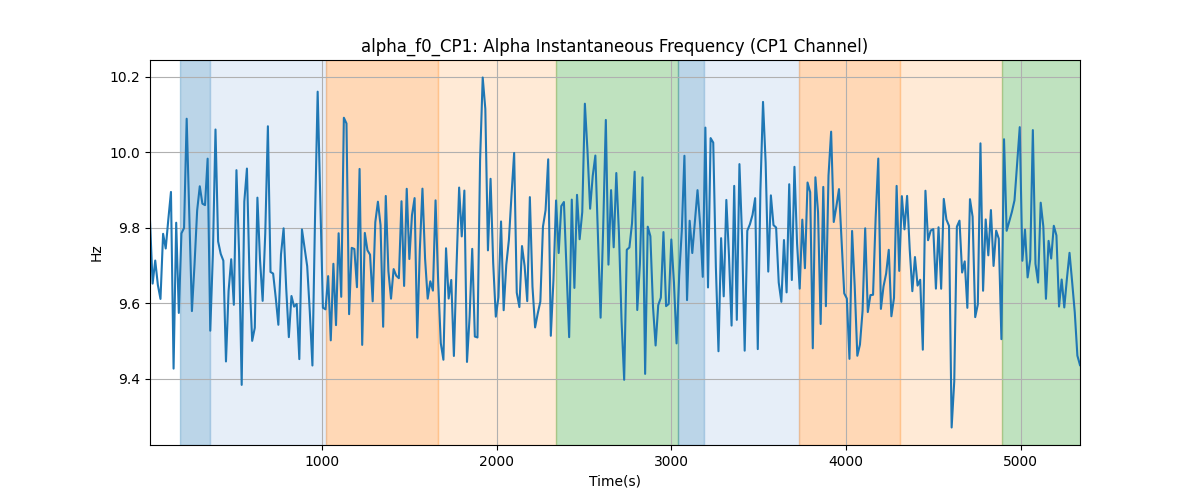 alpha_f0_CP1: Alpha Instantaneous Frequency (CP1 Channel)
10.2
10.0
9.8
9.6
9.4
Hz
1000 2000 3000 4000 5000
Time(s)